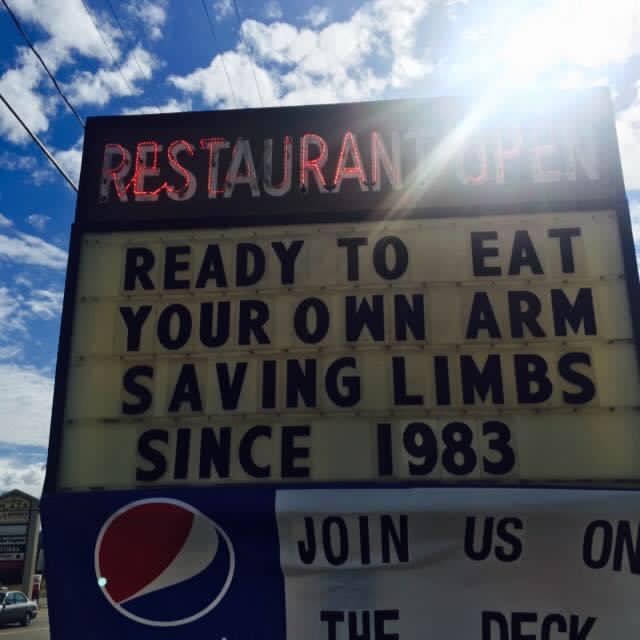 RESTAURANT OPEN
READY TO EAT
YOUR OWN ARM
SAVING LIMBS
SINCE 1983
JOIN US ON
THE DECK